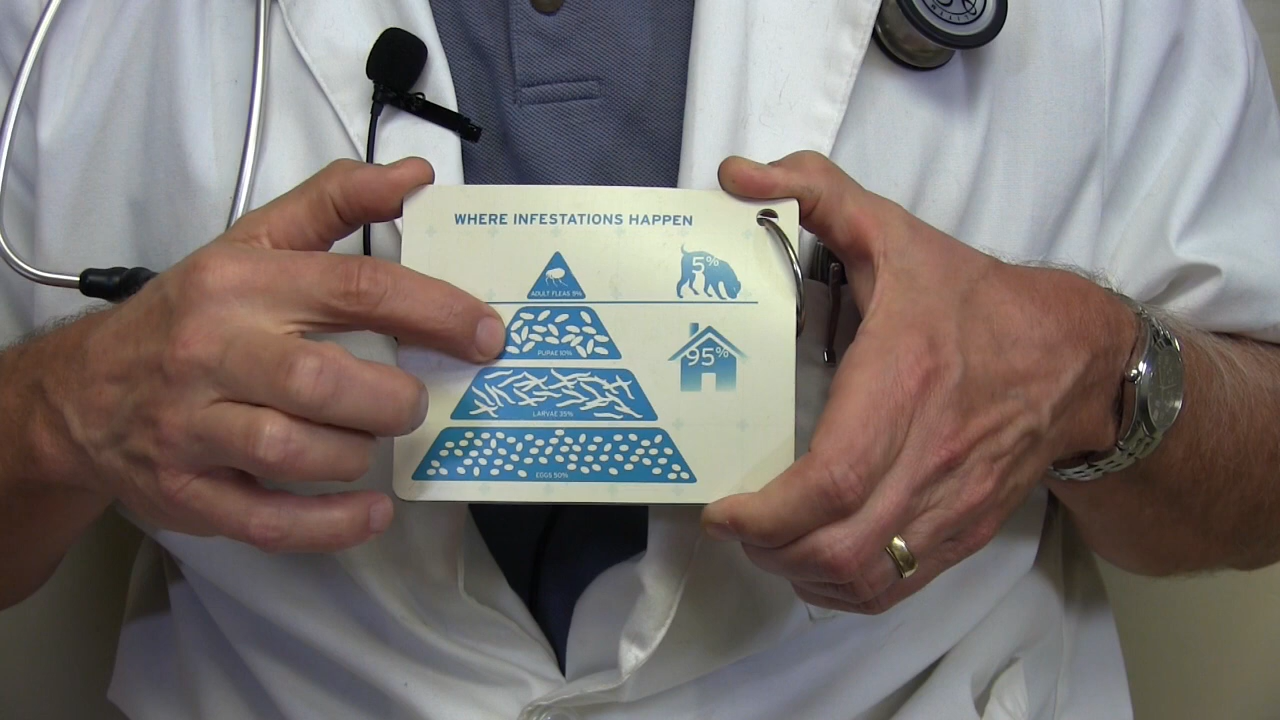 WHERE INFESTATIONS HAPPEN
5%
ADULT FLEAS 5%
95%
PUPAE 10%
LARVAE 35%
EGGS 50%